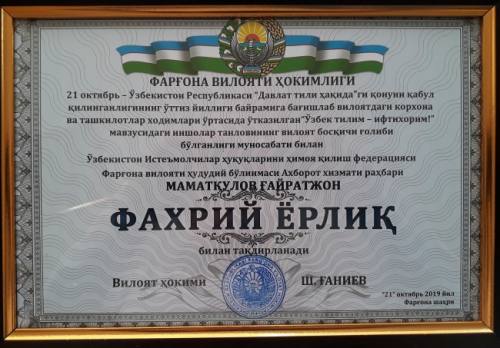 ФАРҒОНА ВИЛОЯТИ ҲОКИМЛИГИ
21 октябрь – Ўзбекистон Республикаси "Давлат тили ҳақида"ги қонуни қабул
қилинганлигининг ўттиз йиллиги байрамига бағишлаб вилоятдаги корхона
ва ташкилотлар ходимлари ўртасида ўтказилган"Ўзбек тилим – ифтихорим!"
мавзусидаги иншолар танловининг вилоят босқичи ғолиби
бўлганлиги муносабати билан
Ўзбекистон Истеъмолчилар ҳуқуқларини ҳимоя қилиш федерацияси
Фарғона вилояти ҳудудий бўлинмаси Ахборот хизмати раҳбари
МАМАТҚУЛОВ ҒАЙРАТЖОН
ФАХРИЙ ЁРЛИҚ
билан тақдирланади
Вилоят ҳокими Ш. ҒАНИЕВ
"21" октябрь 2019 йил
Фарғона шаҳри